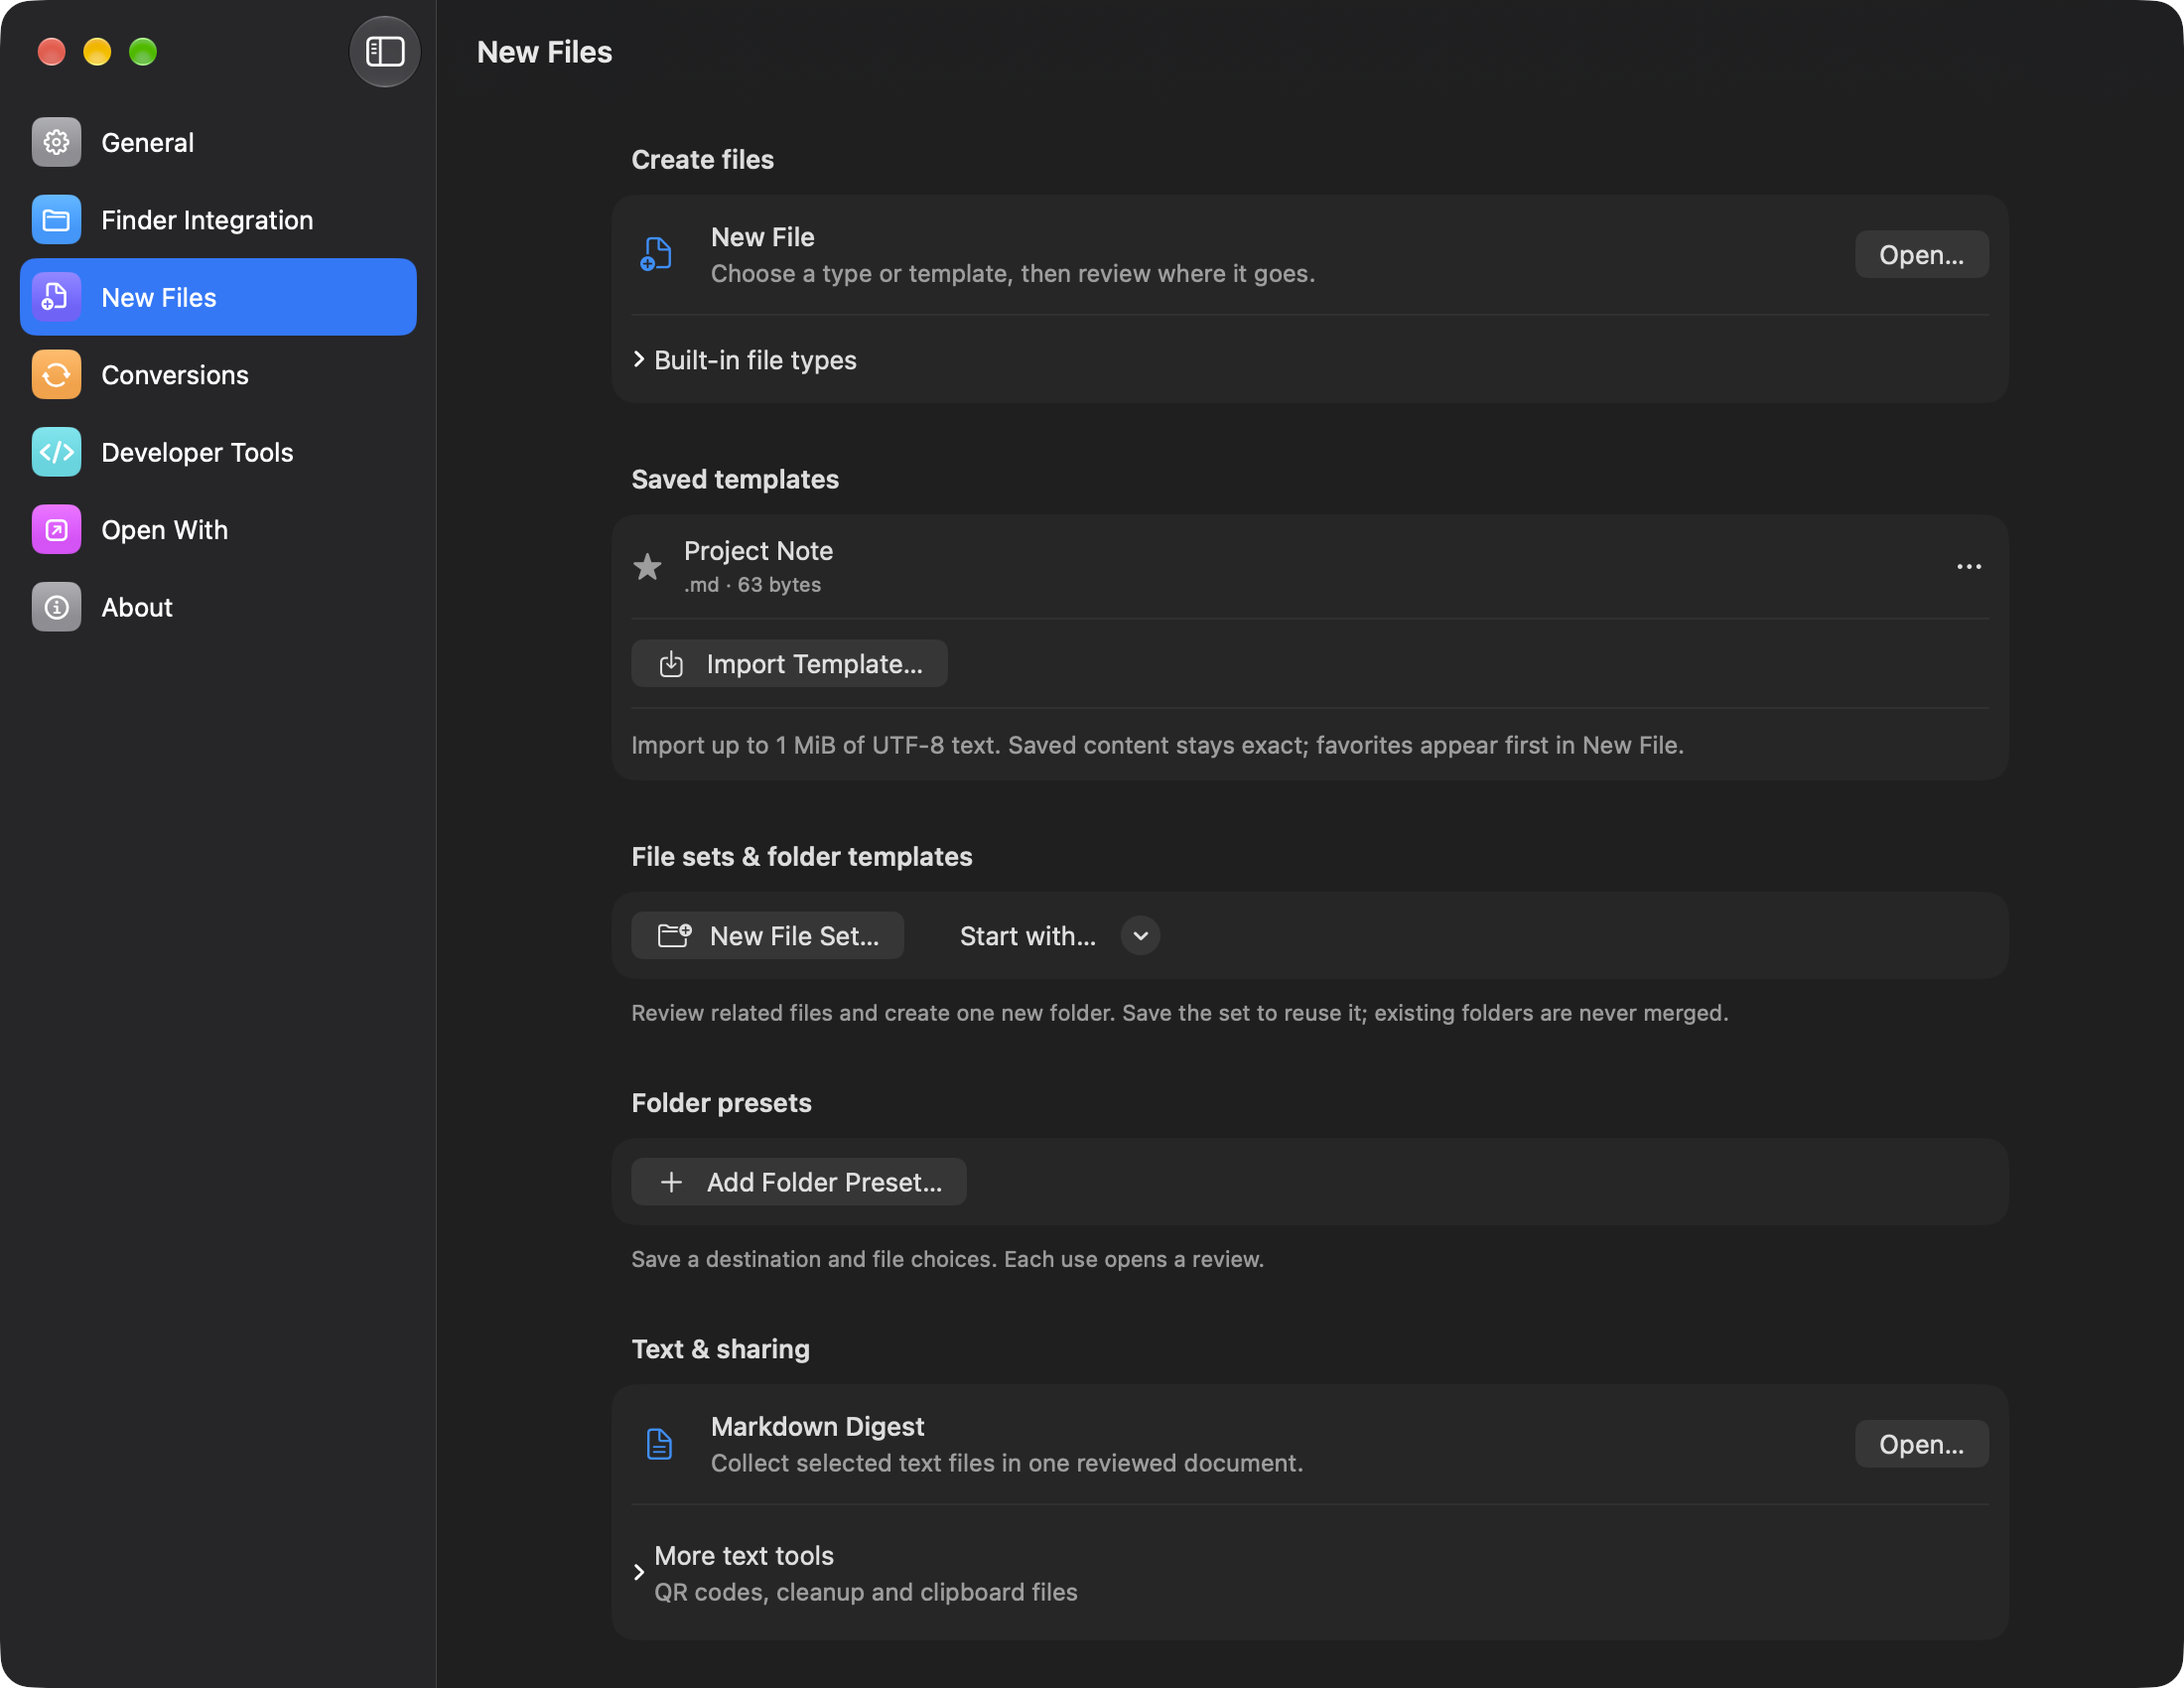 New Files
General
Finder Integration
New Files
Conversions
Developer Tools
Open With
About
Create files
New File
Choose a type or template, then review where it goes.
Open...
Built-in file types
Saved templates
Project Note
.md · 63 bytes
Import Template...
Import up to 1 MiB of UTF-8 text. Saved content stays exact; favorites appear first in New File.
File sets & folder templates
New File Set...
Start with...
Review related files and create one new folder. Save the set to reuse it; existing folders are never merged.
Folder presets
Add Folder Preset...
Save a destination and file choices. Each use opens a review.
Text & sharing
Markdown Digest
Collect selected text files in one reviewed document.
Open...
More text tools
QR codes, cleanup and clipboard files